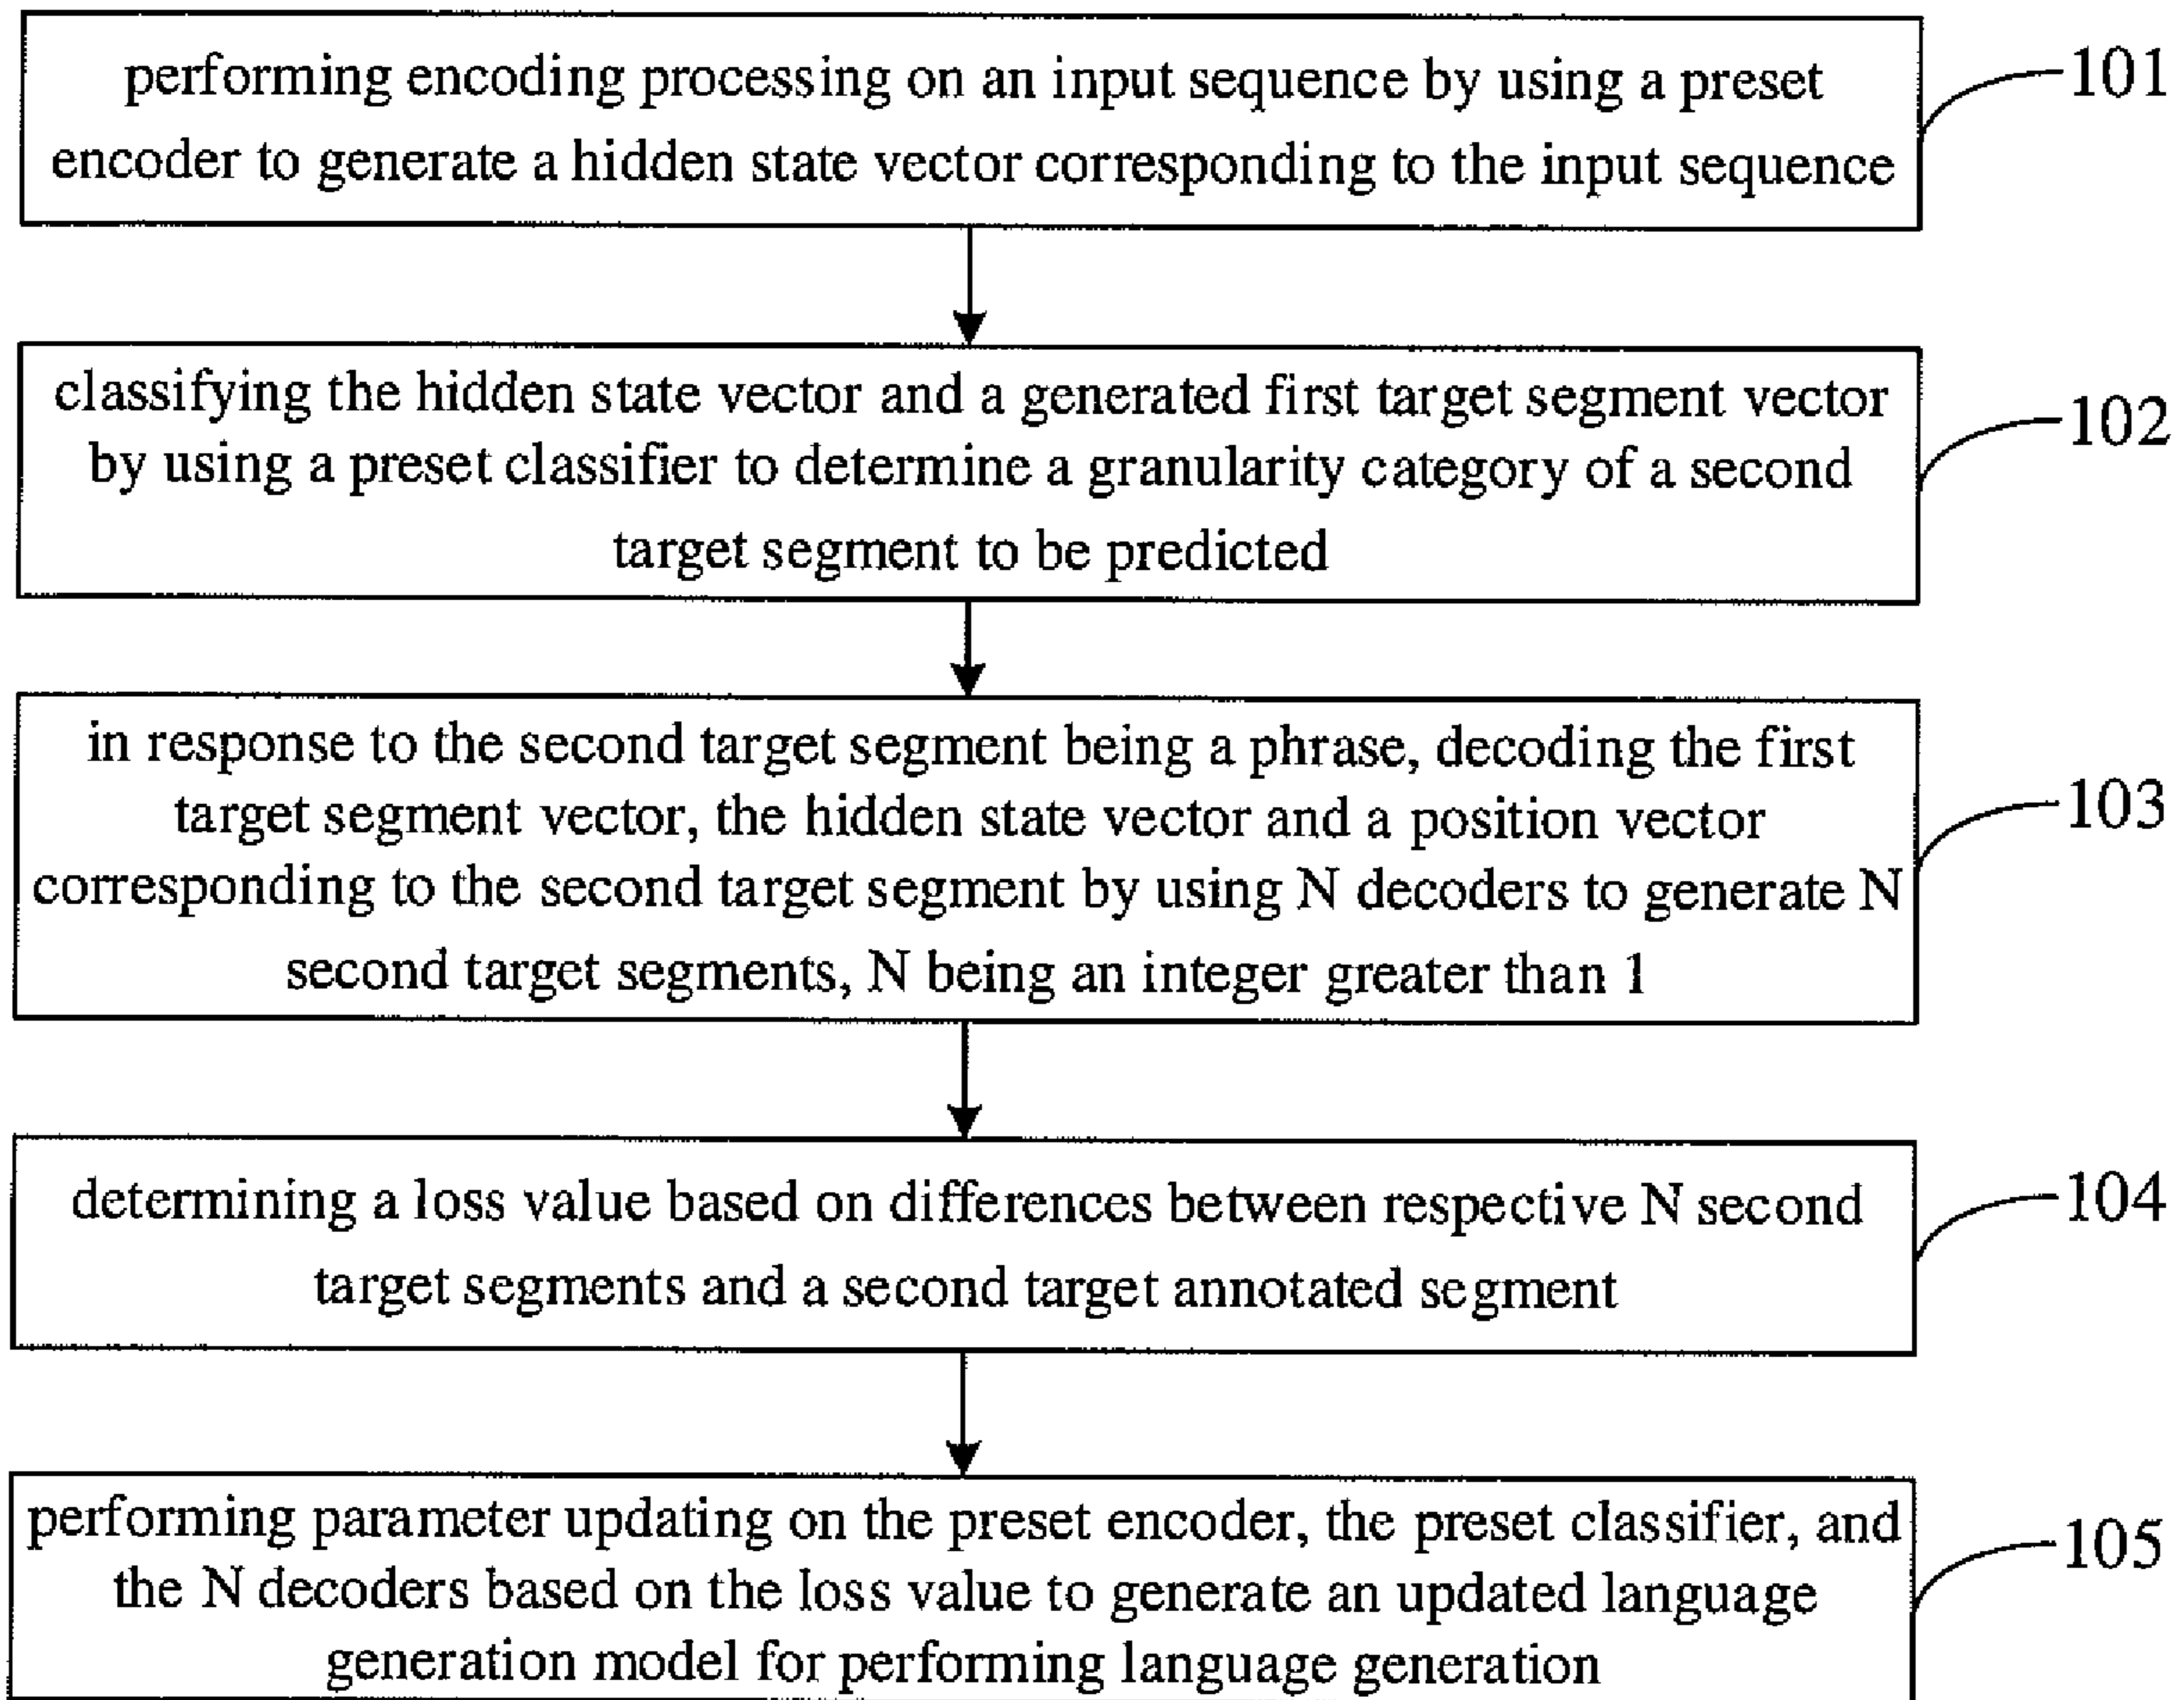 performing encoding processing on an input sequence by using a preset
encoder to generate a hidden state vector corresponding to the input sequence
101
classifying the hidden state vector and a generated first target segment vector
by using a preset classifier to determine a granularity category of a second
target segment to be predicted
102
in response to the second target segment being a phrase, decoding the first
target segment vector, the hidden state vector and a position vector
corresponding to the second target segment by using N decoders to generate N
second target segments, N being an integer greater than 1
103
determining a loss value based on differences between respective N second
target segments and a second target annotated segment
104
performing parameter updating on the preset encoder, the preset classifier, and
the N decoders based on the loss value to generate an updated language
generation model for performing language generation
105